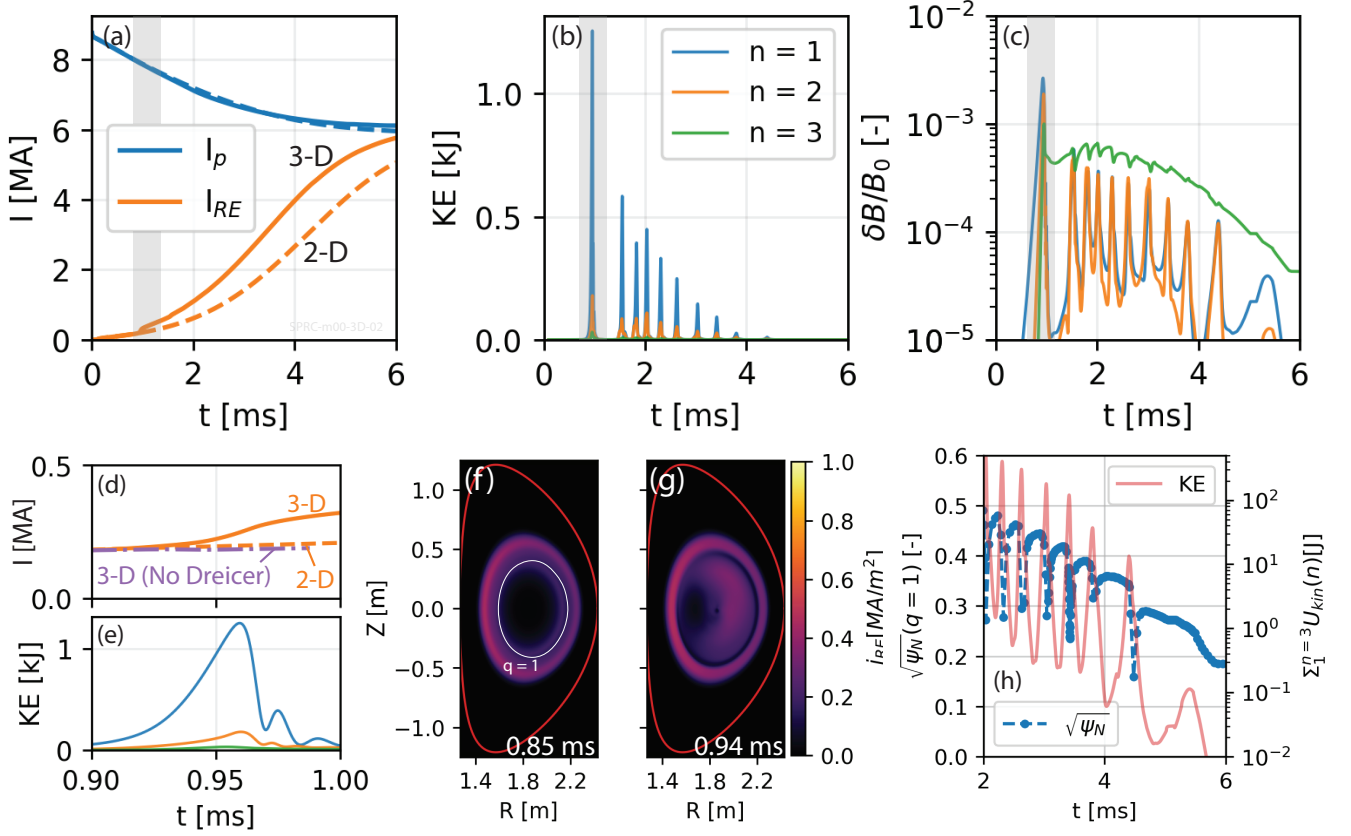 (a)
8
6
4
2
0
I [MA]
I_p
I_RE
3-D
2-D
SPRC-m00-3D-02
0 2 4 6
t [ms]
(b)
1.0
0.5
0.0
KE [kJ]
n = 1
n = 2
n = 3
0 2 4 6
t [ms]
(c)
10^−2
10^−3
10^−4
10^−5
δB/B_0 [-]
0 2 4 6
t [ms]
(d)
0.5
0.0
I [MA]
3-D
3-D (No Dreicer)
2-D
(e)
1
0
KE [kJ]
0.90 0.95 1.00
t [ms]
(f)
1.0
0.5
0.0
−0.5
−1.0
Z [m]
q = 1
0.85 ms
1.4 1.8 2.2
R [m]
(g)
0.94 ms
1.4 1.8 2.2
R [m]
1.0
0.8
0.6
0.4
0.2
0.0
i_RE [MA/m^2]
0.6
0.5
0.4
0.3
0.2
0.1
0.0
√ψ_N (q = 1) [-]
KE
(h)
√ψ_N
10^2
10^1
10^0
10^−1
10^−2
Σ_1^{n=3} U_kin(n)[J]
2 4 6
t [ms]